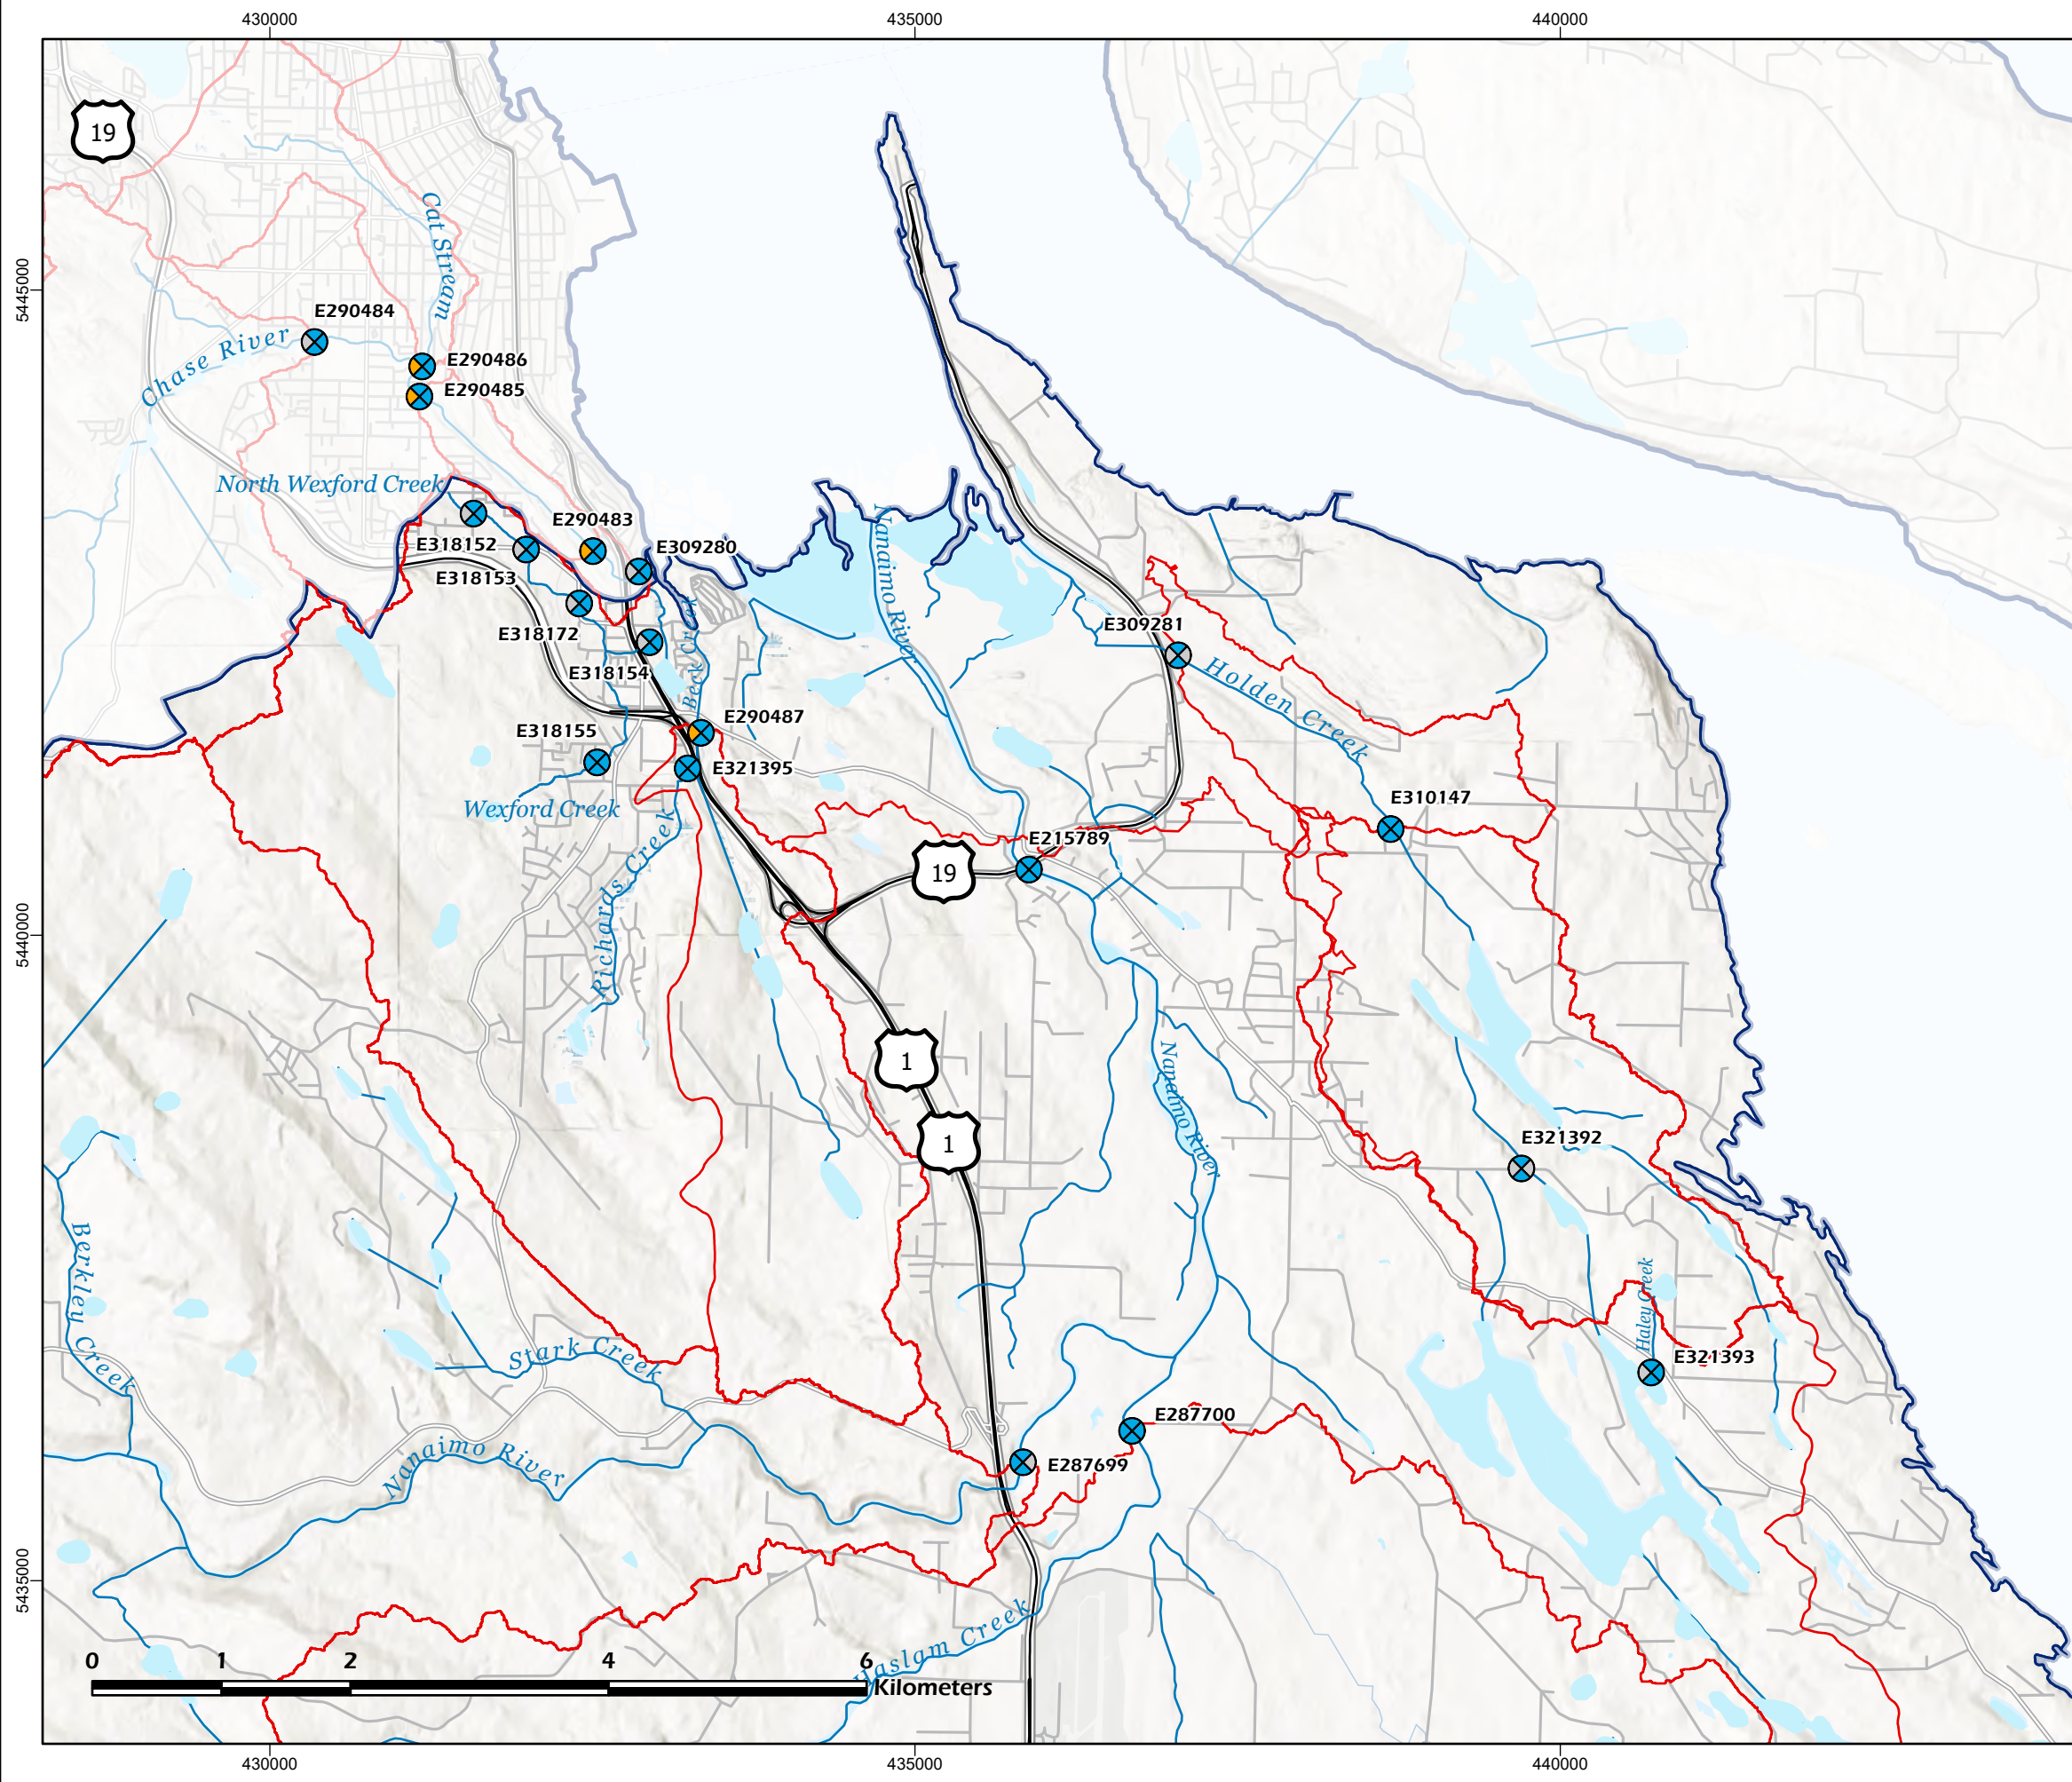 430000
435000
440000
19
Cat Stream
5445000
E290484
Chase River
E290486
E290485
North Wexford Creek
Nanaimo River
E290483
E318152
E309280
E318153
E309281
E318172
Beck Creek
Holden Creek
E318154
E290487
E318155
E321395
E310147
Wexford Creek
Richards Creek
E215789
19
5440000
1
Nanaimo River
1
E321392
Berkley Creek
Haley Creek
Stark Creek
E321393
E287700
Nanaimo River
E287699
5435000
Haslam Creek
0 1 2 4 6
Kilometers
430000
435000
440000